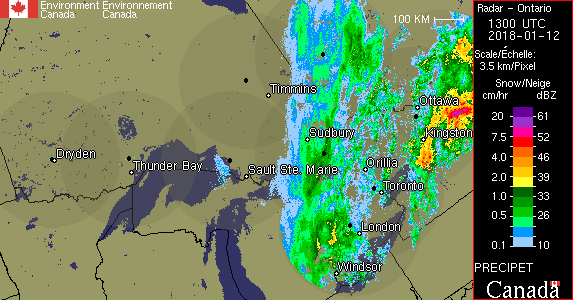 Environment Environnement
Canada Canada
100 KM
Timmins
Ottawa
Sudbury
Kingston
Dryden
Thunder Bay
Sault Ste. Marie
Orillia
Toronto
London
Windsor
Radar - Ontario
1300 UTC
2018-01-12
Scale/Échelle:
3.5 km/Pixel
Snow/Neige
cm/hr dBZ
20 61
7.5 52
4.0 46
2.0 39
1.0 33
0.5 26
0.1 10
PRECIPET
Canada